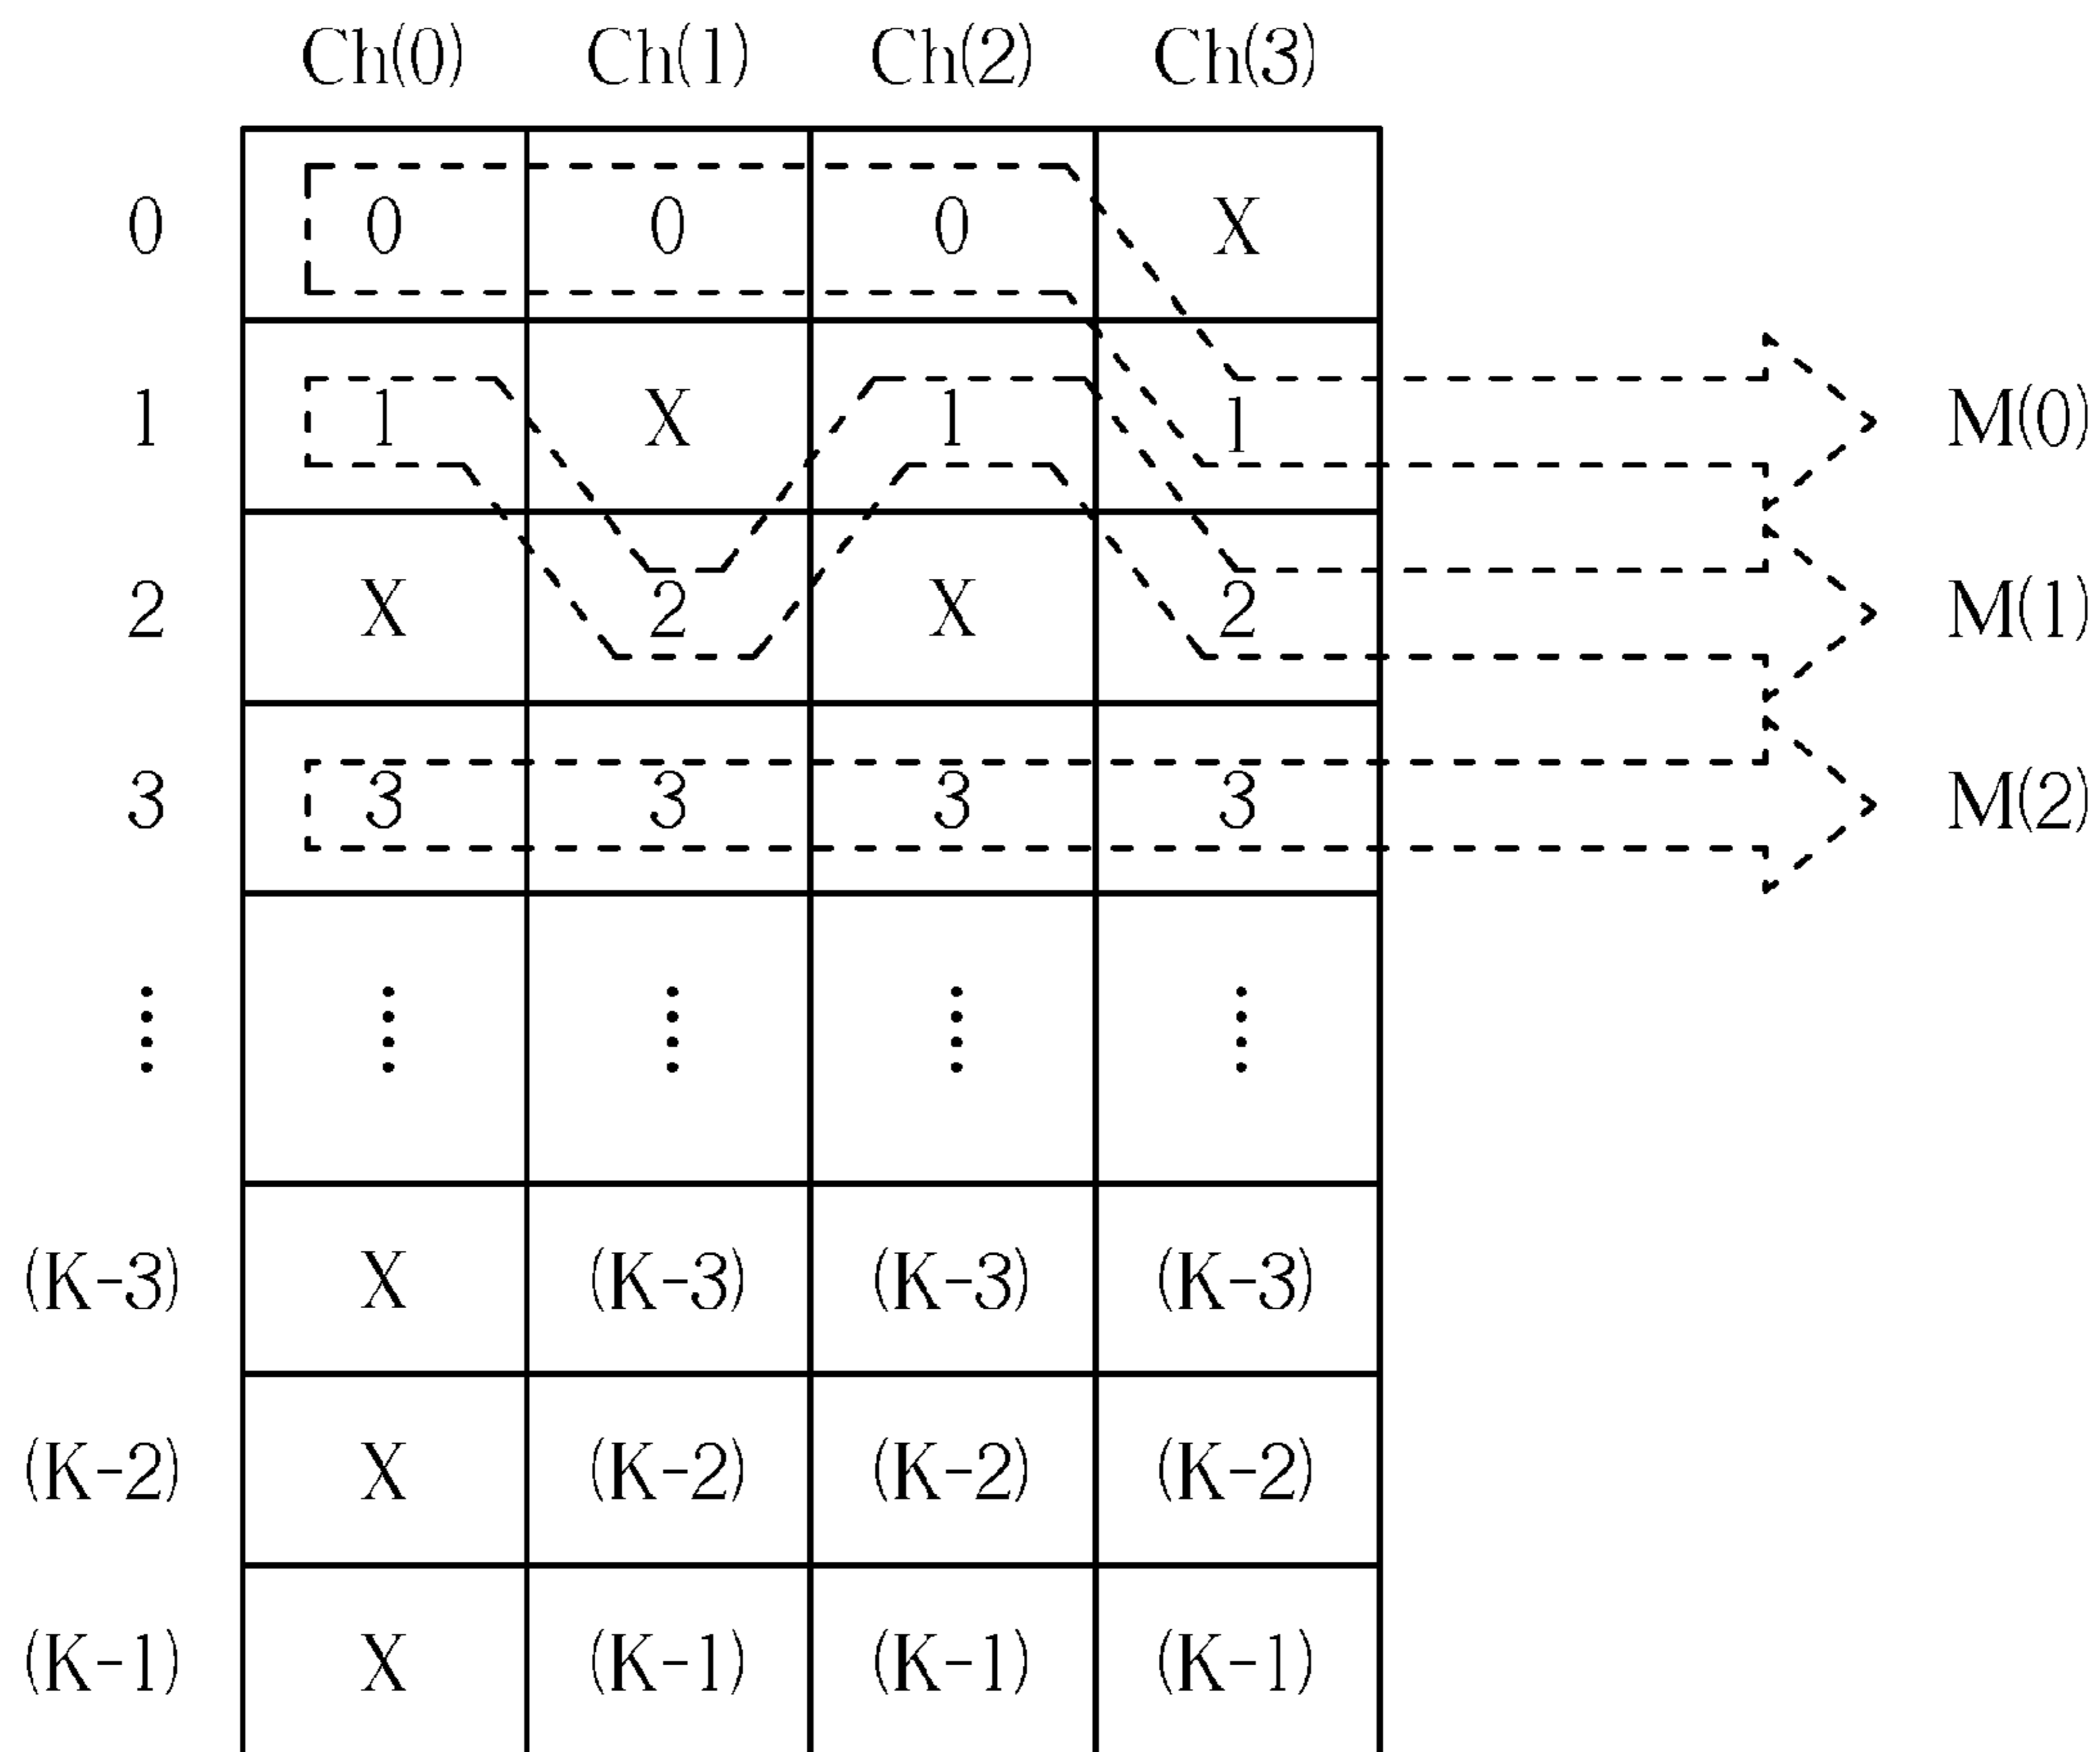 Ch(0) Ch(1) Ch(2) Ch(3)
0 0 0 0 X
1 1 X 1 1 M(0)
2 X 2 X 2 M(1)
3 3 3 3 3 M(2)
(K-3) X (K-3) (K-3) (K-3)
(K-2) X (K-2) (K-2) (K-2)
(K-1) X (K-1) (K-1) (K-1)